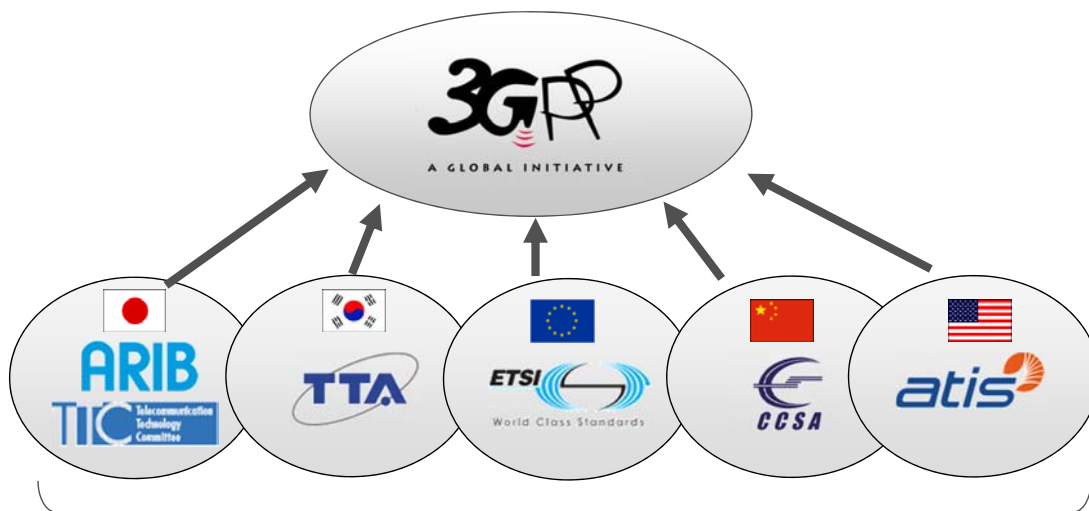 3GPP
A GLOBAL INITIATIVE
ARIB
TTC Telecommunication
Technology
Committee
TTA
ETSI
World Class Standards
CCSA
atis